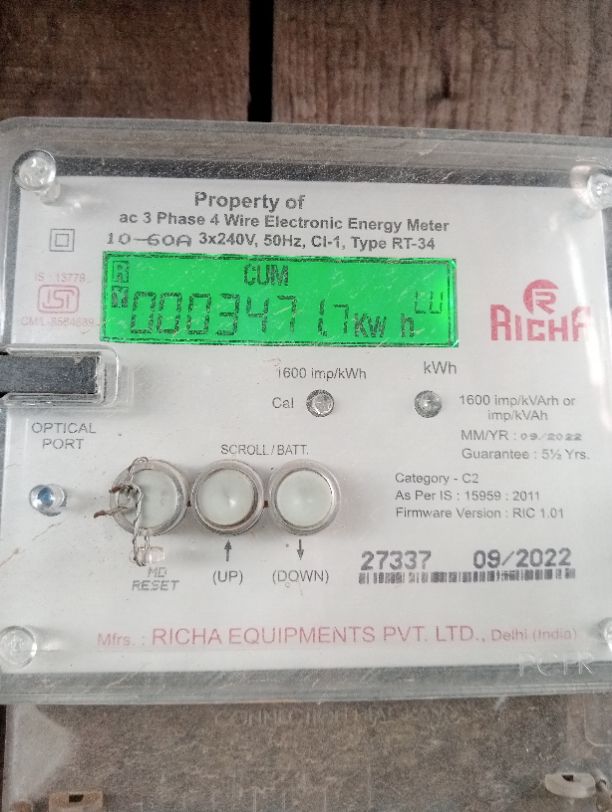 Property of
ac 3 Phase 4 Wire Electronic Energy Meter
10-60A 3x240V, 50Hz, Cl-1, Type RT-34
IS : 13779
ISI
R
CUM
Y
0003471.7 Kw h
RICHA
1600 imp/kWh
kWh
Cal
1600 imp/kVArh or
imp/kVAh
OPTICAL
PORT
SCROLL/BATT.
MM/YR : 09/2022
Guarantee : 5½ Yrs.
Category - C2
As Per IS : 15959 : 2011
Firmware Version : RIC 1.01
MD
RESET
(UP)
(DOWN)
27337 09/2022
Mfrs. : RICHA EQUIPMENTS PVT. LTD., Delhi (India)